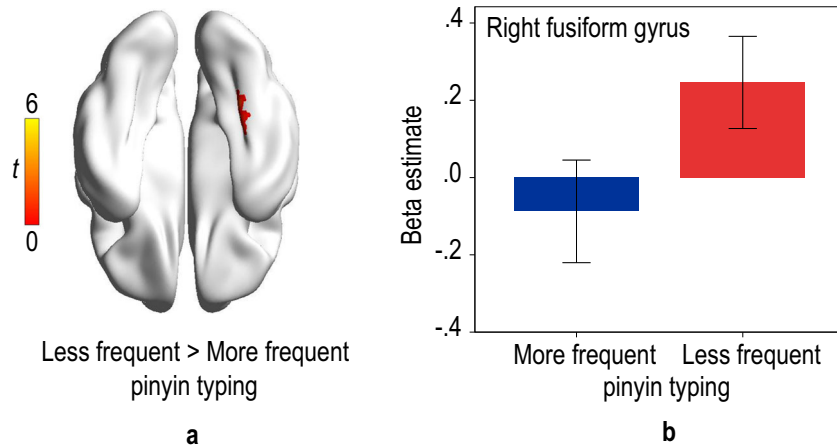 6
t
0
Less frequent > More frequent
pinyin typing
a
Right fusiform gyrus
Beta estimate
.4
.2
.0
-.2
-.4
More frequent Less frequent
pinyin typing
b